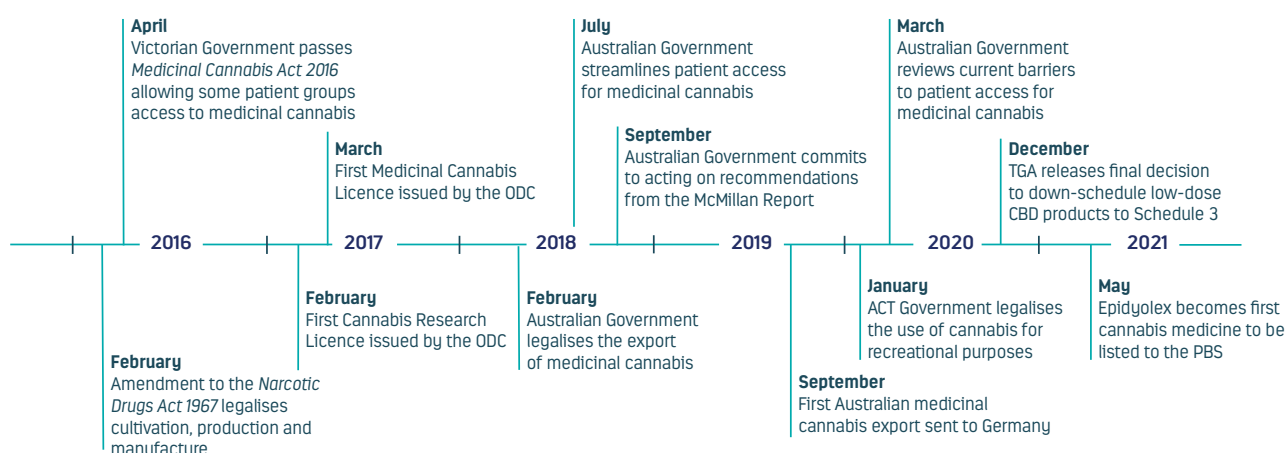 April
Victorian Government passes
Medicinal Cannabis Act 2016
allowing some patient groups
access to medicinal cannabis
July
Australian Government
streamlines patient access
for medicinal cannabis
March
Australian Government
reviews current barriers
to patient access for
medicinal cannabis
March
First Medicinal Cannabis
Licence issued by the ODC
September
Australian Government commits
to acting on recommendations
from the McMillan Report
December
TGA releases final decision
to down-schedule low-dose
CBD products to Schedule 3
2016 2017 2018 2019 2020 2021
February
Amendment to the Narcotic
Drugs Act 1967 legalises
cultivation, production and
manufacture
February
First Cannabis Research
Licence issued by the ODC
February
Australian Government
legalises the export
of medicinal cannabis
September
First Australian medicinal
cannabis export sent to Germany
January
ACT Government legalises
the use of cannabis for
recreational purposes
May
Epidyolex becomes first
cannabis medicine to be
listed to the PBS